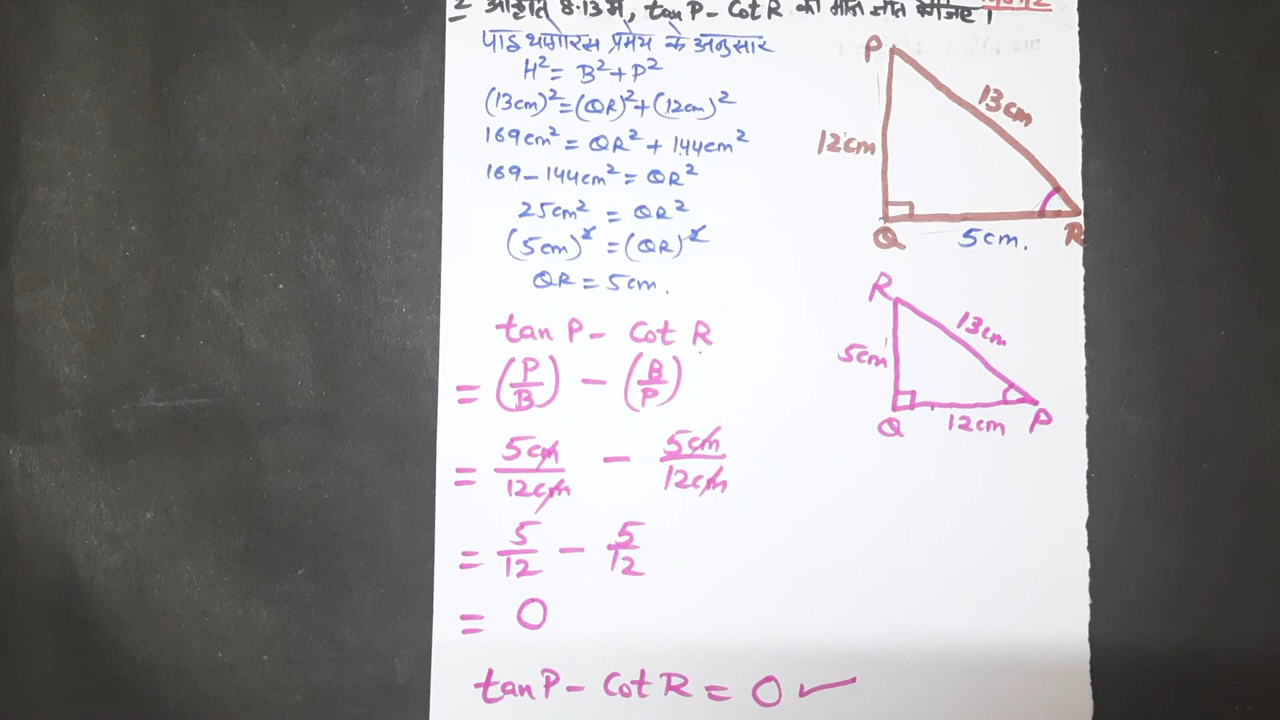 2 आकृति 8.13 में, tan P - Cot R का मान ज्ञात कीजिए।
पाइथागोरस प्रमेय के अनुसार
H² = B² + P²
(13cm)² = (QR)² + (12cm)²
169cm² = QR² + 144cm²
169 - 144cm² = QR²
25cm² = QR²
(5cm)² = (QR)²
QR = 5cm.
tan P - Cot R
= (P/B) - (B/P)
= 5cm/12cm - 5cm/12cm
= 5/12 - 5/12
= 0
tan P - Cot R = 0 ✓
P
13cm
12cm
Q
5cm.
R
R
13cm
5cm
Q
12cm
P